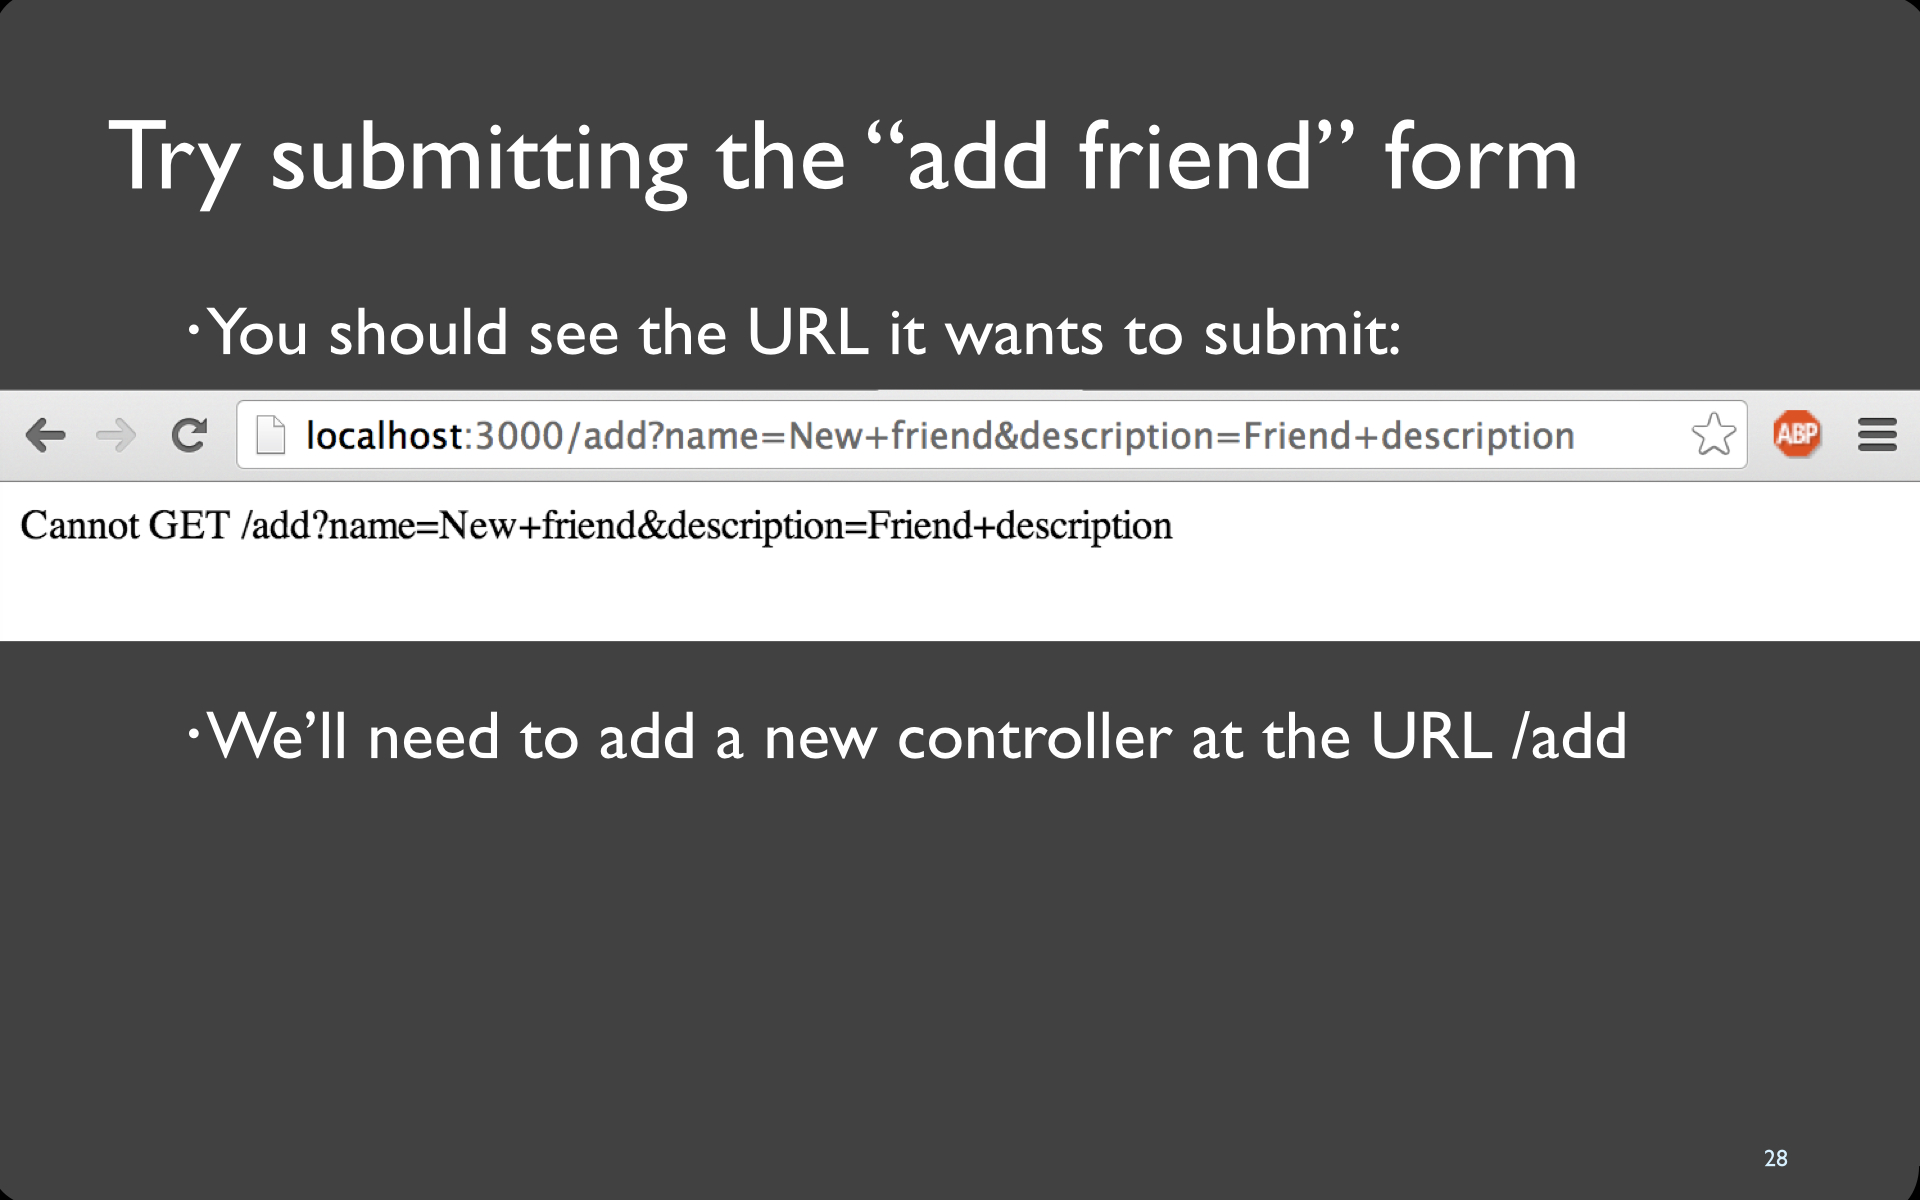 Try submitting the “add friend” form
· You should see the URL it wants to submit:
localhost:3000/add?name=New+friend&description=Friend+description
ABP
Cannot GET /add?name=New+friend&description=Friend+description
· We’ll need to add a new controller at the URL /add
28